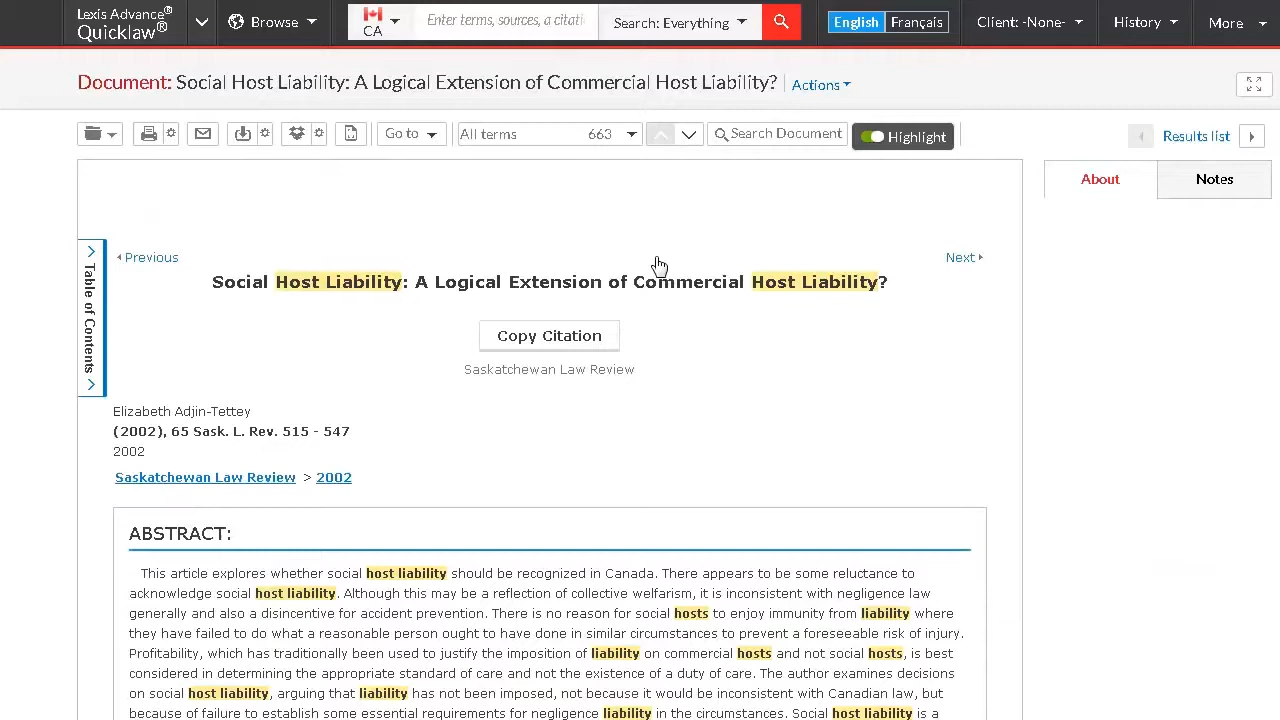 Lexis Advance®
Quicklaw®
Browse
CA
Enter terms, sources, a citati
Search: Everything
English Français
Client: -None-
History
More
Document: Social Host Liability: A Logical Extension of Commercial Host Liability?
Actions
Go to
All terms 663
Search Document
Highlight
Results list
About
Notes
Table of Contents
Previous
Next
Social Host Liability: A Logical Extension of Commercial Host Liability?
Copy Citation
Saskatchewan Law Review
Elizabeth Adjin-Tettey
(2002), 65 Sask. L. Rev. 515 - 547
2002
Saskatchewan Law Review > 2002
ABSTRACT:
This article explores whether social host liability should be recognized in Canada. There appears to be some reluctance to
acknowledge social host liability. Although this may be a reflection of collective welfarism, it is inconsistent with negligence law
generally and also a disincentive for accident prevention. There is no reason for social hosts to enjoy immunity from liability where
they have failed to do what a reasonable person ought to have done in similar circumstances to prevent a foreseeable risk of injury.
Profitability, which has traditionally been used to justify the imposition of liability on commercial hosts and not social hosts, is best
considered in determining the appropriate standard of care and not the existence of a duty of care. The author examines decisions
on social host liability, arguing that liability has not been imposed, not because it would be inconsistent with Canadian law, but
because of failure to establish some essential requirements for negligence liability in the circumstances. Social host liability is a